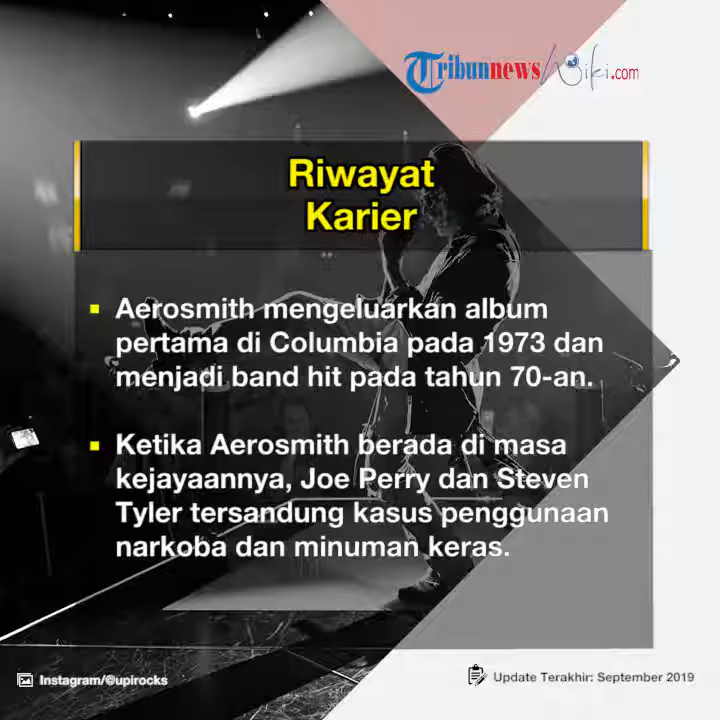 Tribunnews Wiki.com
Riwayat
Karier
Aerosmith mengeluarkan album
pertama di Columbia pada 1973 dan
menjadi band hit pada tahun 70-an.
Ketika Aerosmith berada di masa
kejayaannya, Joe Perry dan Steven
Tyler tersandung kasus penggunaan
narkoba dan minuman keras.
Instagram/@upirocks
Update Terakhir: September 2019